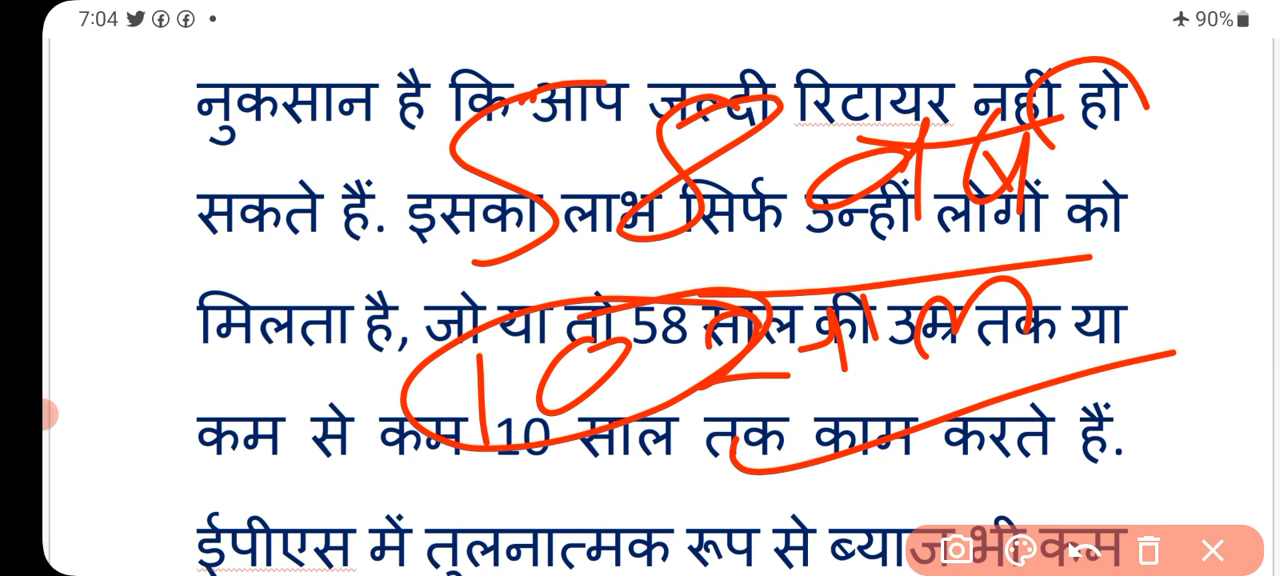 7:04 90%
नुकसान है कि आप जल्दी रिटायर नहीं हो
सकते हैं. इसका लाभ सिर्फ उन्हीं लोगों को
मिलता है, जो या तो 58 साल की उम्र तक या
कम से कम 10 साल तक काम करते हैं.
ईपीएस में तुलनात्मक रूप से ब्याज भी कम
58 वर्ष
10